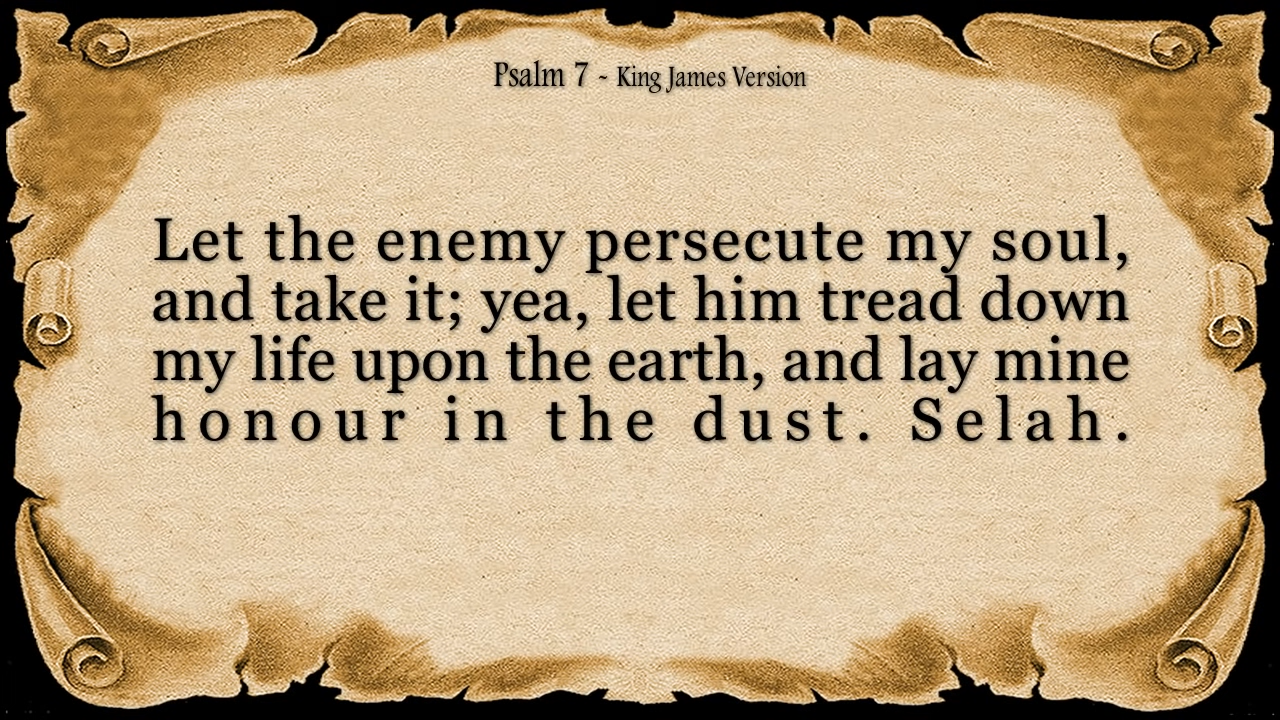 Psalm 7 ~ King James Version
Let the enemy persecute my soul,
and take it; yea, let him tread down
my life upon the earth, and lay mine
honour in the dust. Selah.